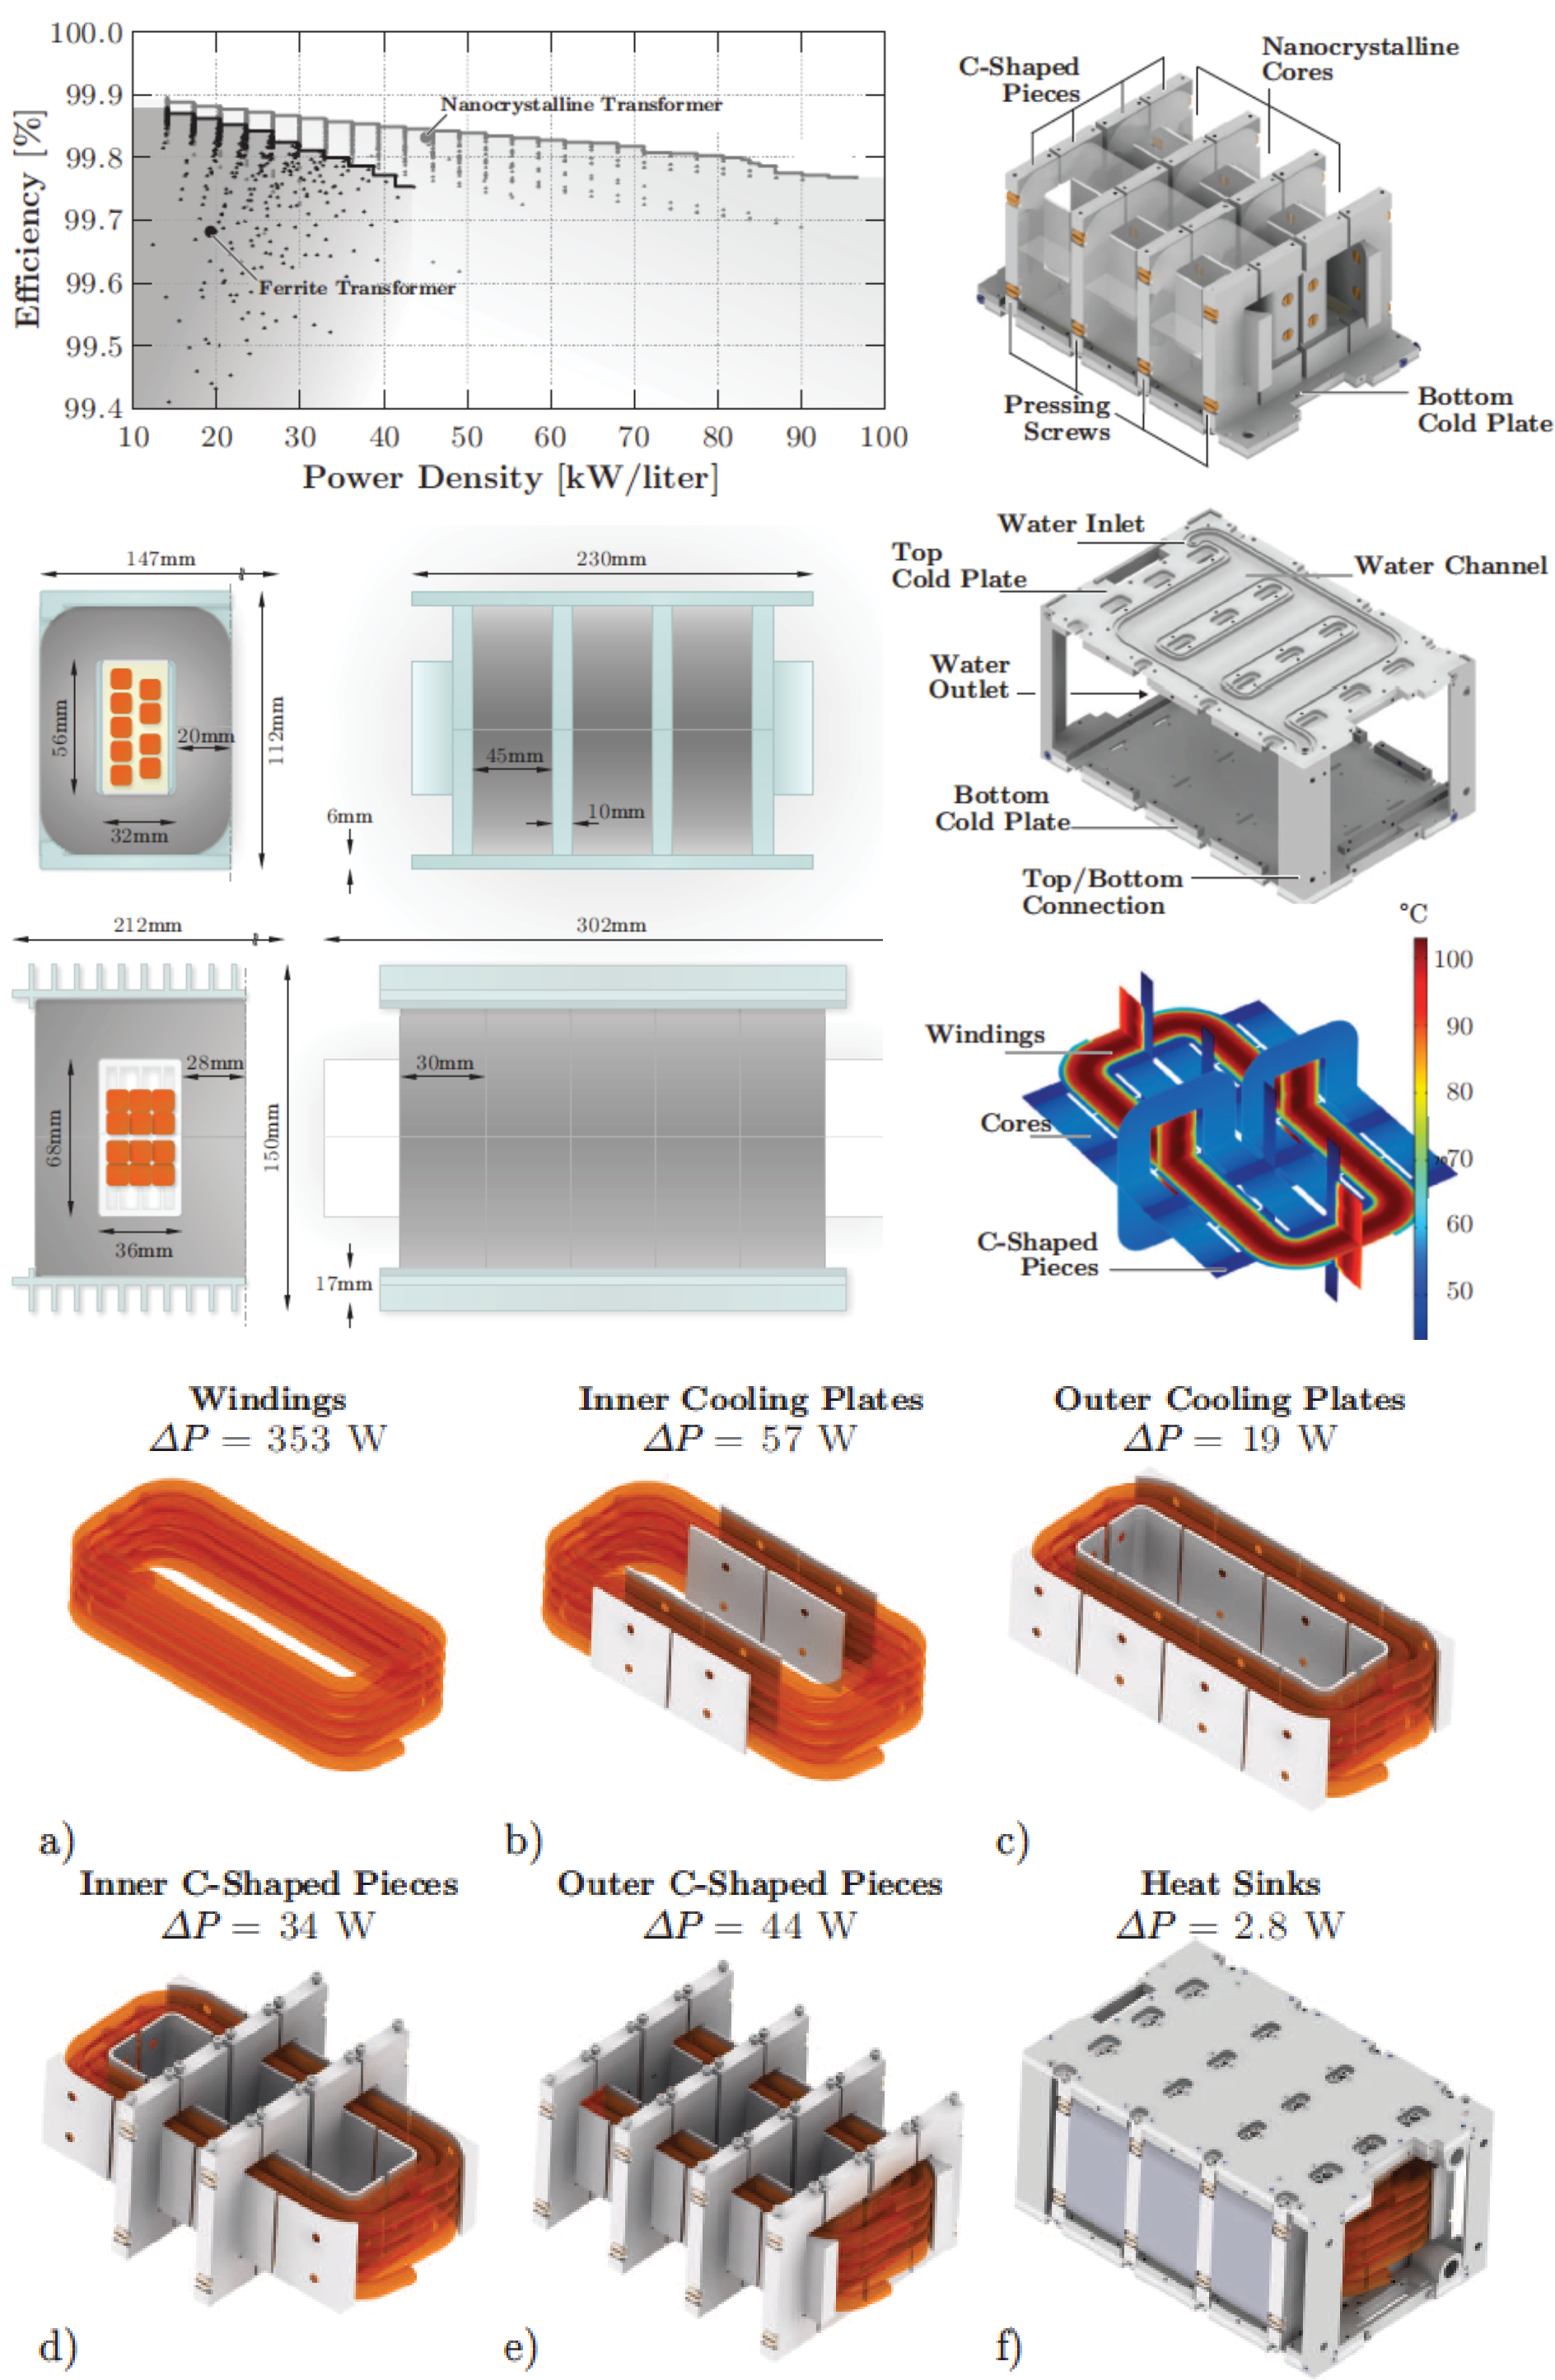 100.0
99.9
99.8
99.7
99.6
99.5
99.4
Efficiency [%]
Nanocrystalline Transformer
Ferrite Transformer
10 20 30 40 50 60 70 80 90 100
Power Density [kW/liter]
C-Shaped
Pieces
Nanocrystalline
Cores
Pressing
Screws
Bottom
Cold Plate
147mm
56mm
32mm
20mm
112mm
230mm
45mm
10mm
6mm
Water Inlet
Top
Cold Plate
Water Channel
Water
Outlet
Bottom
Cold Plate
Top/Bottom
Connection
212mm
28mm
68mm
36mm
150mm
302mm
30mm
17mm
°C
100
90
80
70
60
50
Windings
Cores
C-Shaped
Pieces
Windings
ΔP = 353 W
Inner Cooling Plates
ΔP = 57 W
Outer Cooling Plates
ΔP = 19 W
a)
b)
c)
Inner C-Shaped Pieces
ΔP = 34 W
Outer C-Shaped Pieces
ΔP = 44 W
Heat Sinks
ΔP = 2.8 W
d)
e)
f)